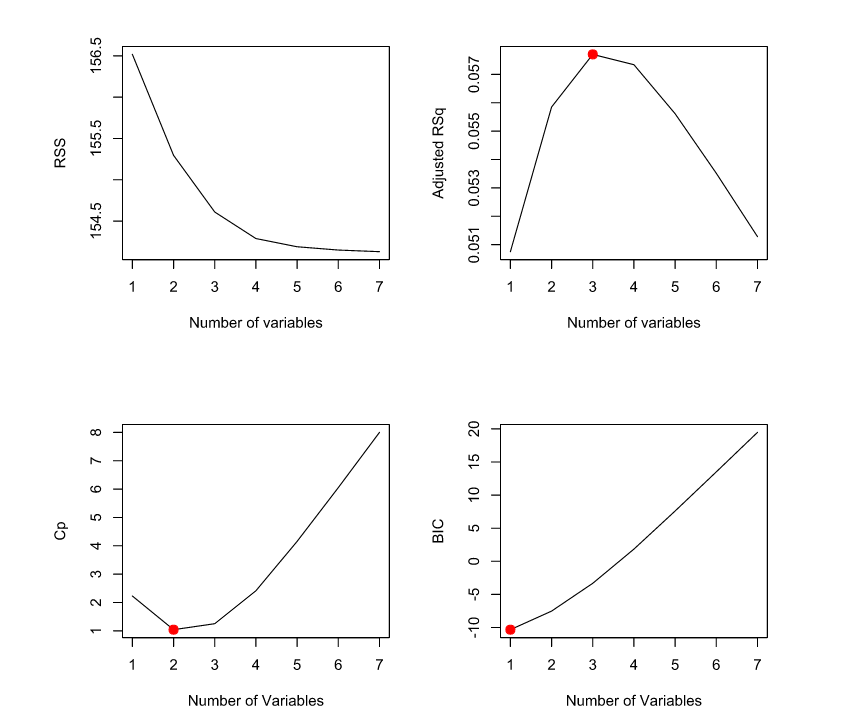 RSS
156.5
155.5
154.5
1 2 3 4 5 6 7
Number of variables
Adjusted RSq
0.057
0.055
0.053
0.051
1 2 3 4 5 6 7
Number of variables
Cp
8
7
6
5
4
3
2
1
1 2 3 4 5 6 7
Number of Variables
BIC
20
15
10
5
0
-5
-10
1 2 3 4 5 6 7
Number of Variables